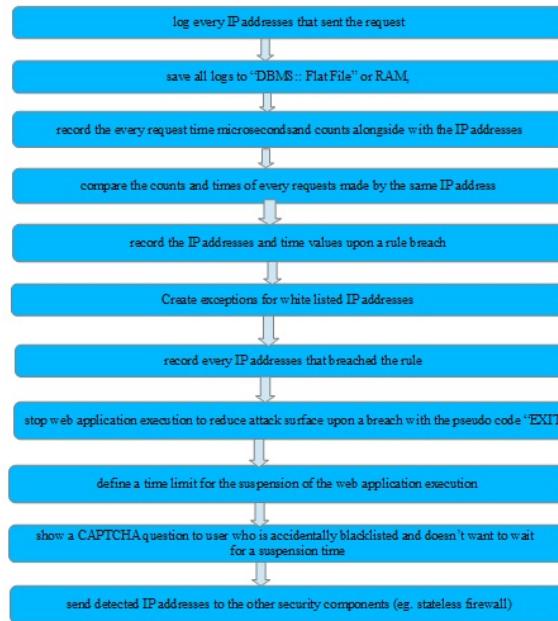 log every IP addresses that sent the request
save all logs to “DBMS :: Flat File” or RAM,
record the every request time microsecondsand counts alongside with the IP addresses
compare the counts and times of every requests made by the same IP address
record the IP addresses and time values upon a rule breach
Create exceptions for white listed IP addresses
record every IP addresses that breached the rule
stop web application execution to reduce attack surface upon a breach with the pseudo code “EXIT
define a time limit for the suspension of the web application execution
show a CAPTCHA question to user who is accidentally blacklisted and doesn’t want to wait
for a suspension time
send detected IP addresses to the other security components (eg. stateless firewall)